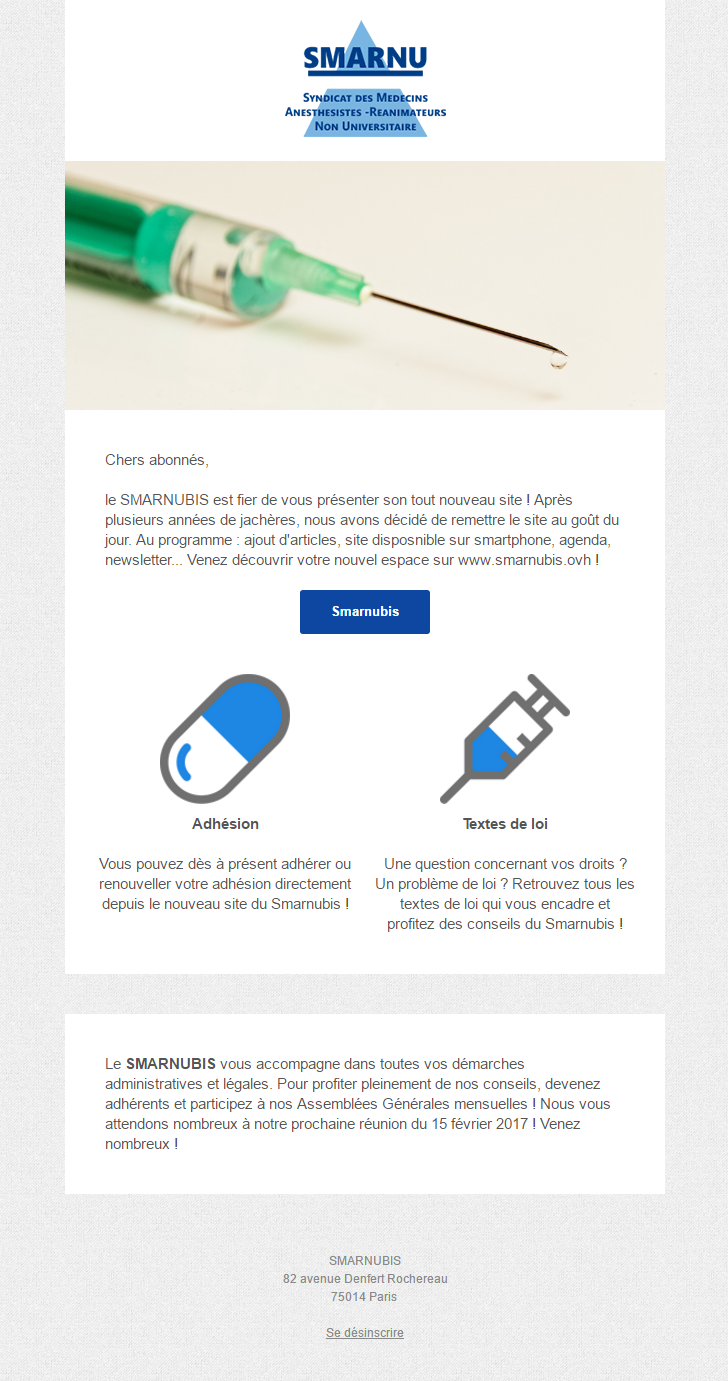 SMARNU
SYNDICAT DES MEDECINS
ANESTHESISTES -REANIMATEURS
NON UNIVERSITAIRE
Chers abonnés,
le SMARNUBIS est fier de vous présenter son tout nouveau site ! Après
plusieurs années de jachères, nous avons décidé de remettre le site au goût du
jour. Au programme : ajout d'articles, site disposnible sur smartphone, agenda,
newsletter... Venez découvrir votre nouvel espace sur www.smarnubis.ovh !
Smarnubis
Adhésion
Vous pouvez dès à présent adhérer ou
renouveller votre adhésion directement
depuis le nouveau site du Smarnubis !
Textes de loi
Une question concernant vos droits ?
Un problème de loi ? Retrouvez tous les
textes de loi qui vous encadre et
profitez des conseils du Smarnubis !
Le SMARNUBIS vous accompagne dans toutes vos démarches
administratives et légales. Pour profiter pleinement de nos conseils, devenez
adhérents et participez à nos Assemblées Générales mensuelles ! Nous vous
attendons nombreux à notre prochaine réunion du 15 février 2017 ! Venez
nombreux !
SMARNUBIS
82 avenue Denfert Rochereau
75014 Paris
Se désinscrire